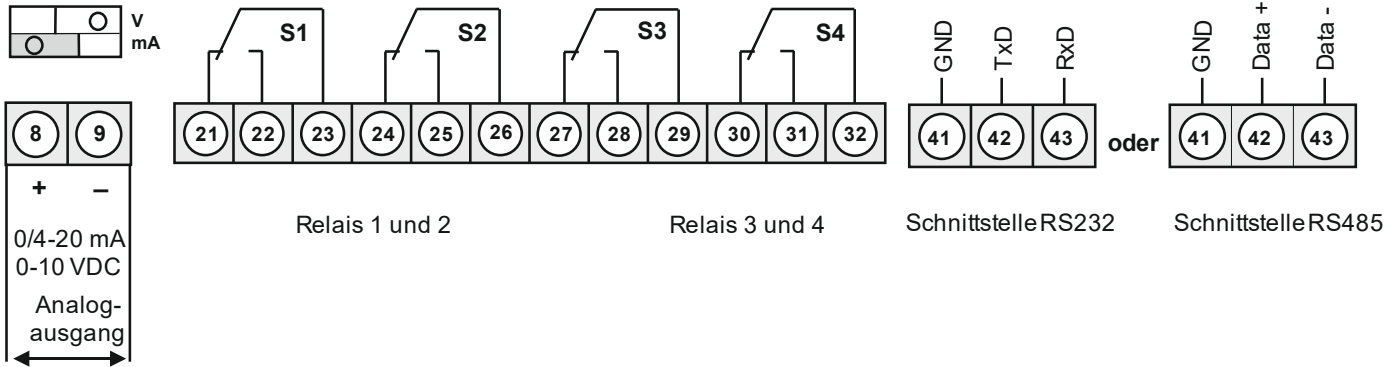 V
mA
S1
S2
S3
S4
GND
TxD
RxD
GND
Data +
Data -
8
9
21
22
23
24
25
26
27
28
29
30
31
32
41
42
43
oder
41
42
43
+ –
0/4-20 mA
0-10 VDC
Analog-
ausgang
Relais 1 und 2
Relais 3 und 4
Schnittstelle RS232
Schnittstelle RS485